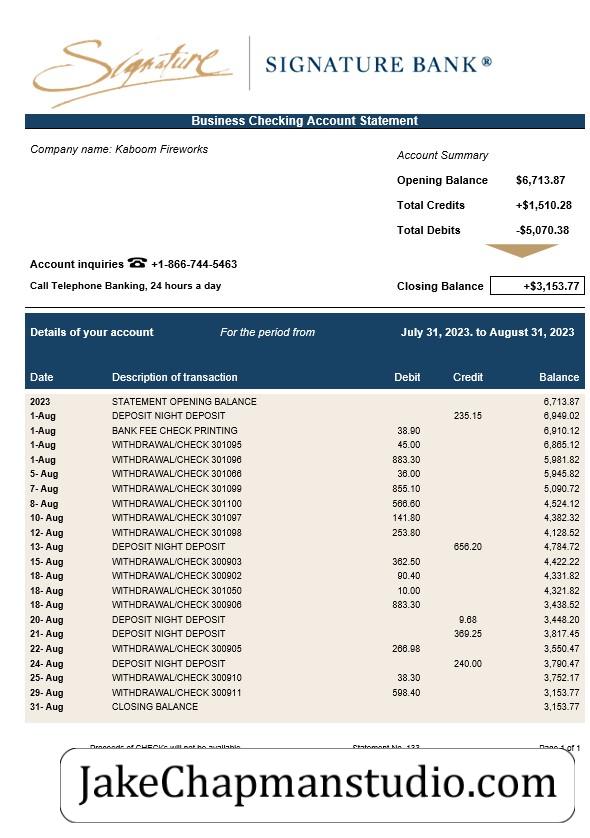 Signature
SIGNATURE BANK®
Business Checking Account Statement
Company name: Kaboom Fireworks
Account Summary
Opening Balance $6,713.87
Total Credits +$1,510.28
Total Debits -$5,070.38
Account inquiries ☎ +1-866-744-5463
Call Telephone Banking, 24 hours a day
Closing Balance +$3,153.77
Details of your account For the period from July 31, 2023. to August 31, 2023
Date Description of transaction Debit Credit Balance
2023 STATEMENT OPENING BALANCE 6,713.87
1-Aug DEPOSIT NIGHT DEPOSIT 235.15 6,949.02
1-Aug BANK FEE CHECK PRINTING 38.90 6,910.12
1-Aug WITHDRAWAL/CHECK 301095 45.00 6,865.12
1-Aug WITHDRAWAL/CHECK 301096 883.30 5,981.82
5- Aug WITHDRAWAL/CHECK 301066 36.00 5,945.82
7- Aug WITHDRAWAL/CHECK 301099 855.10 5,090.72
8- Aug WITHDRAWAL/CHECK 301100 566.60 4,524.12
10- Aug WITHDRAWAL/CHECK 301097 141.80 4,382.32
12- Aug WITHDRAWAL/CHECK 301098 253.80 4,128.52
13- Aug DEPOSIT NIGHT DEPOSIT 656.20 4,784.72
15- Aug WITHDRAWAL/CHECK 300903 362.50 4,422.22
18- Aug WITHDRAWAL/CHECK 300902 90.40 4,331.82
18- Aug WITHDRAWAL/CHECK 301050 10.00 4,321.82
18- Aug WITHDRAWAL/CHECK 300906 883.30 3,438.52
20- Aug DEPOSIT NIGHT DEPOSIT 9.68 3,448.20
21- Aug DEPOSIT NIGHT DEPOSIT 369.25 3,817.45
22- Aug WITHDRAWAL/CHECK 300905 266.98 3,550.47
24- Aug DEPOSIT NIGHT DEPOSIT 240.00 3,790.47
25- Aug WITHDRAWAL/CHECK 300910 38.30 3,752.17
29- Aug WITHDRAWAL/CHECK 300911 598.40 3,153.77
31- Aug CLOSING BALANCE 3,153.77
Proceeds of CHECKs will not be available Statement No. 133 Page 1 of 1
JakeChapmanstudio.com